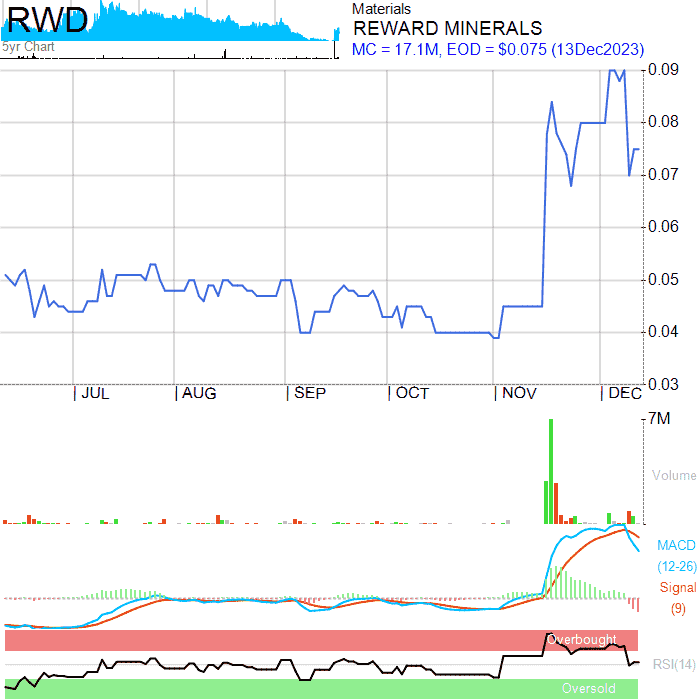 RWD
5yr Chart
Materials
REWARD MINERALS
MC = 17.1M, EOD = $0.075 (13Dec2023)
0.09
0.08
0.07
0.06
0.05
0.04
0.03
JUL AUG SEP OCT NOV DEC
7M
Volume
MACD
(12-26)
Signal
(9)
Overbought
RSI(14)
Oversold